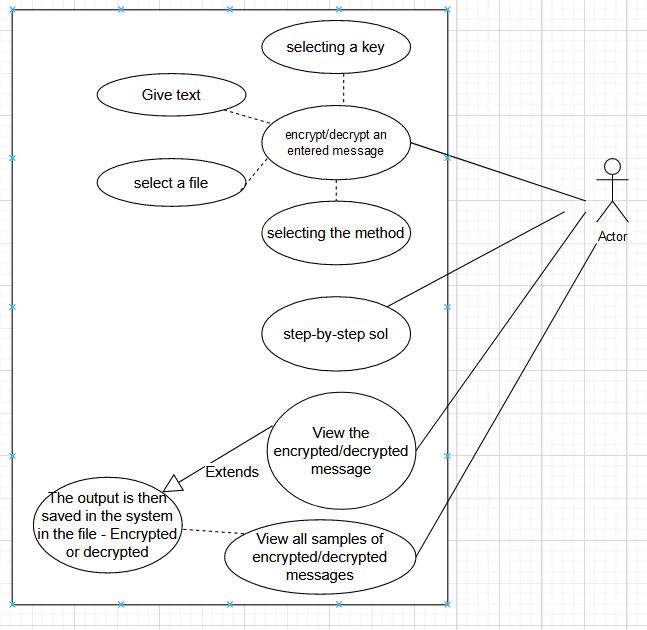 selecting a key
Give text
encrypt/decrypt an
entered message
select a file
selecting the method
Actor
step-by-step sol
View the
encrypted/decrypted
message
Extends
The output is then
saved in the system
in the file - Encrypted
or decrypted
View all samples of
encrypted/decrypted
messages